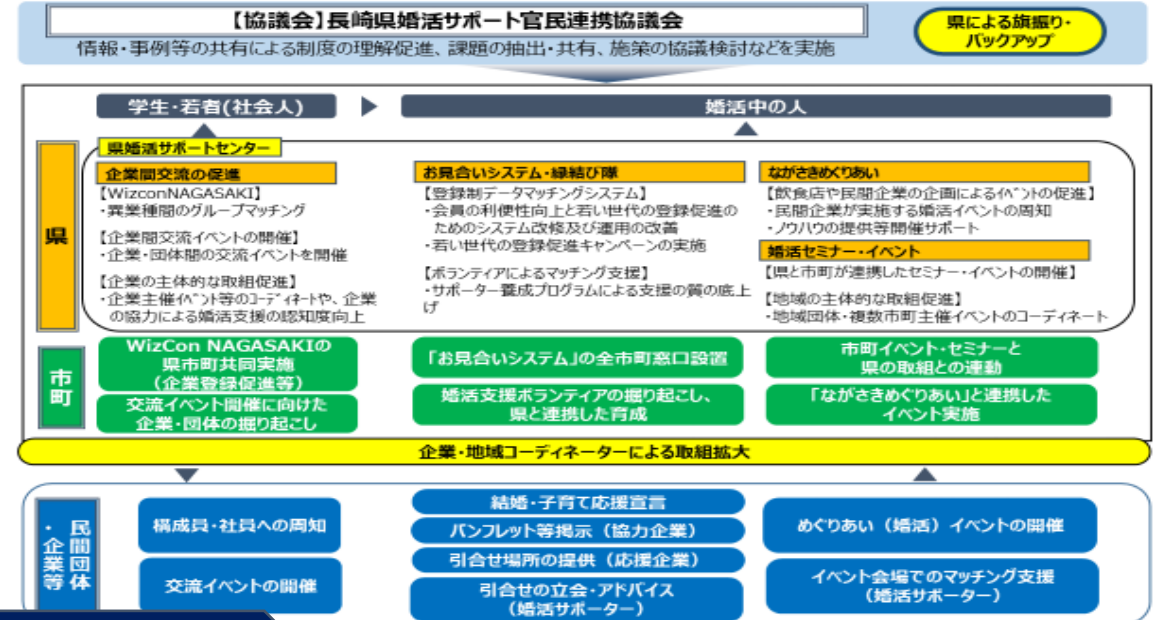 【協議会】長崎県婚活サポート官民連携協議会
情報・事例等の共有による制度の理解促進、課題の抽出・共有、施策の協議検討などを実施
県による旗振り・
バックアップ
学生・若者(社会人)
婚活中の人
県
県婚活サポートセンター
企業間交流の促進
【WizconNAGASAKI】
・異業種間のグループマッチング
【企業間交流イベントの開催】
・企業・団体間の交流イベントを開催
【企業の主体的な取組促進】
・企業主催ｲﾍﾞﾝﾄ等のｺｰﾃﾞｨﾈｰﾄや、企業
の協力による婚活支援の認知度向上
お見合いシステム・縁結び隊
【登録制データマッチングシステム】
・会員の利便性向上と若い世代の登録促進の
ためのシステム改修及び運用の改善
・若い世代の登録促進キャンペーンの実施
【ボランティアによるマッチング支援】
・サポーター養成プログラムによる支援の質の底上
げ
ながさきめぐりあい
【飲食店や民間企業の企画によるｲﾍﾞﾝﾄの促進】
・民間企業が実施する婚活イベントの周知
・ノウハウの提供等開催サポート
婚活セミナー・イベント
【県と市町が連携したセミナー・イベントの開催】
【地域の主体的な取組促進】
・地域団体・複数市町主催イベントのコーディネート
市町
WizCon NAGASAKIの
県市町共同実施
(企業登録促進等)
交流イベント開催に向けた
企業・団体の掘り起こし
「お見合いシステム」の全市町窓口設置
婚活支援ボランティアの掘り起こし、
県と連携した育成
市町イベント・セミナーと
県の取組との連動
「ながさきめぐりあい」と連携した
イベント実施
企業・地域コーディネーターによる取組拡大
民間団体
・企業等
構成員・社員への周知
交流イベントの開催
結婚・子育て応援宣言
パンフレット等掲示（協力企業）
引合せ場所の提供（応援企業）
引合せの立会・アドバイス
（婚活サポーター）
めぐりあい（婚活）イベントの開催
イベント会場でのマッチング支援
（婚活サポーター）